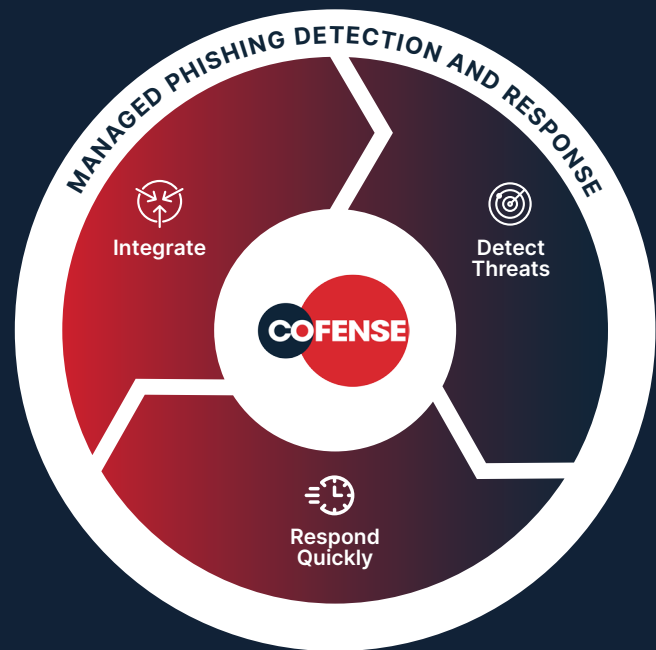 MANAGED PHISHING DETECTION AND RESPONSE
Integrate
Detect
Threats
COFENSE
Respond
Quickly